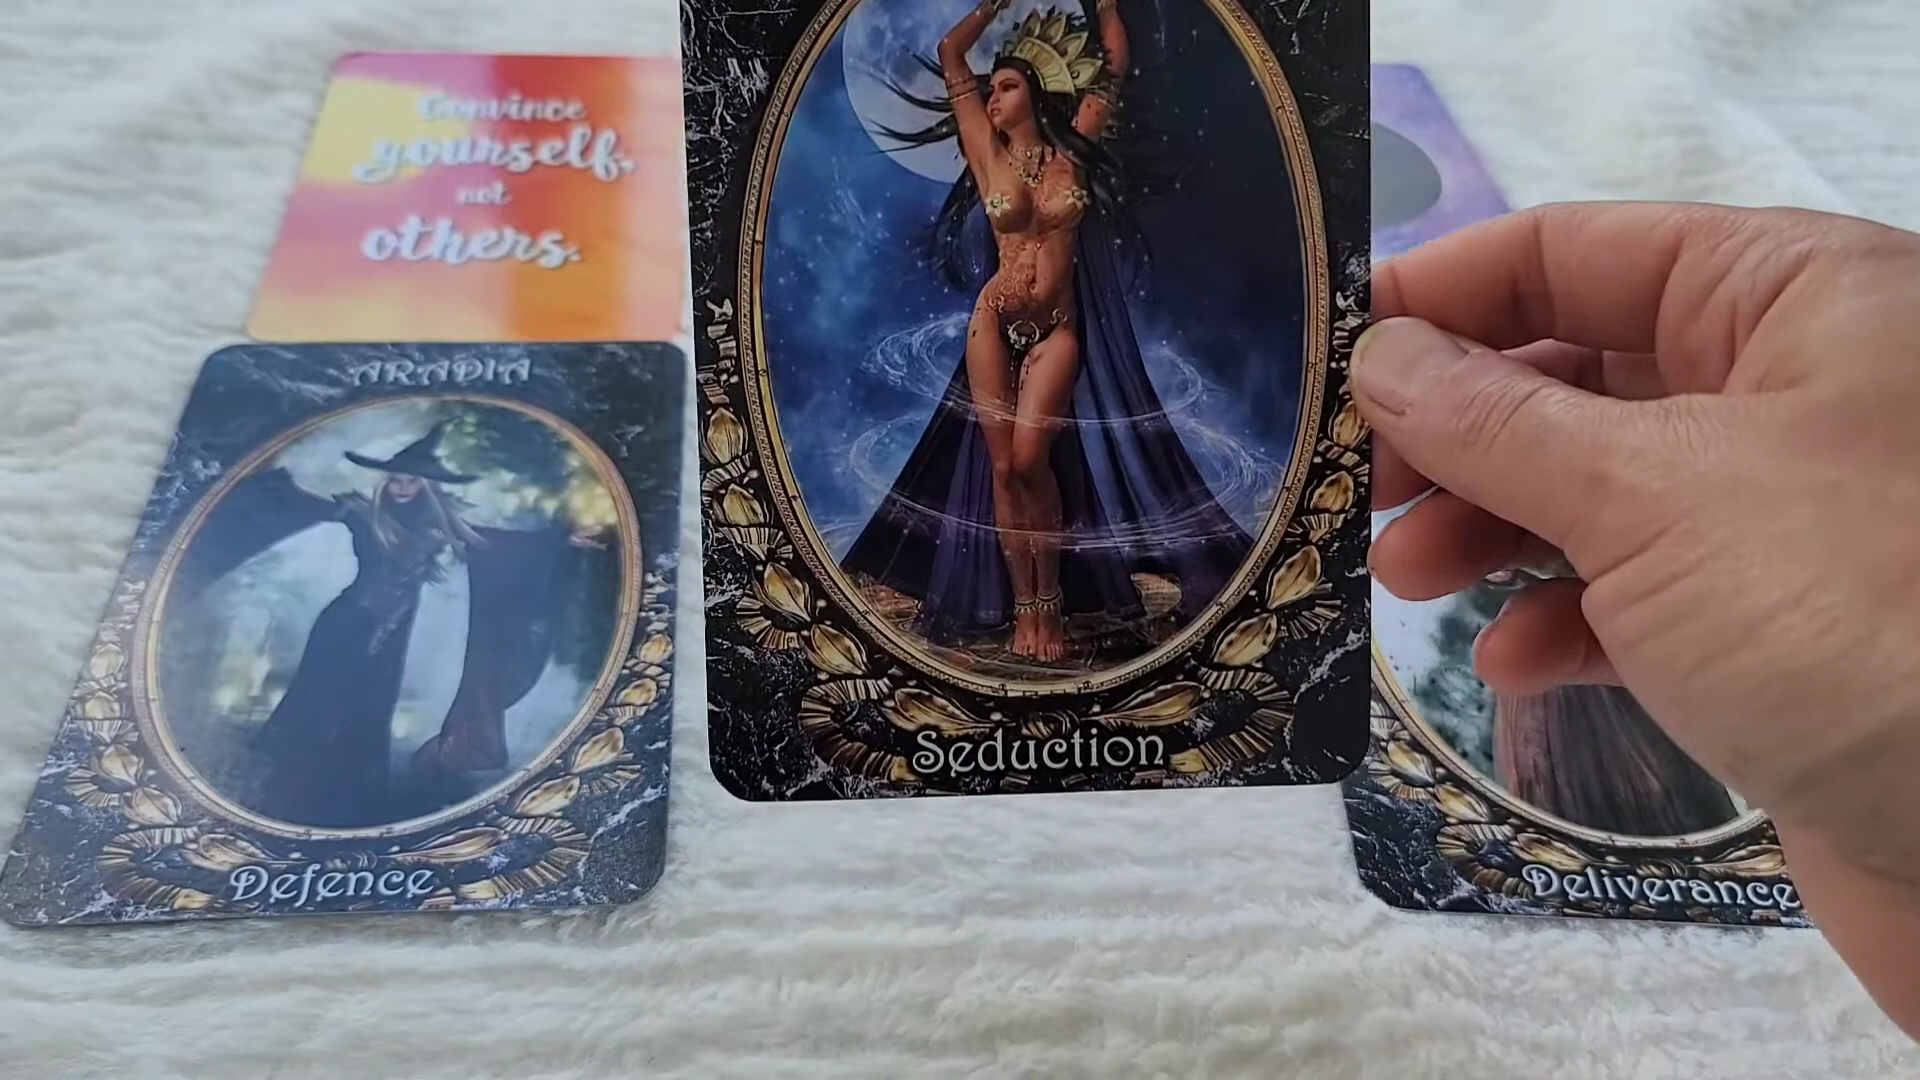 Convince
yourself,
not
others.
ARADIA
Defence
Seduction
Deliverance